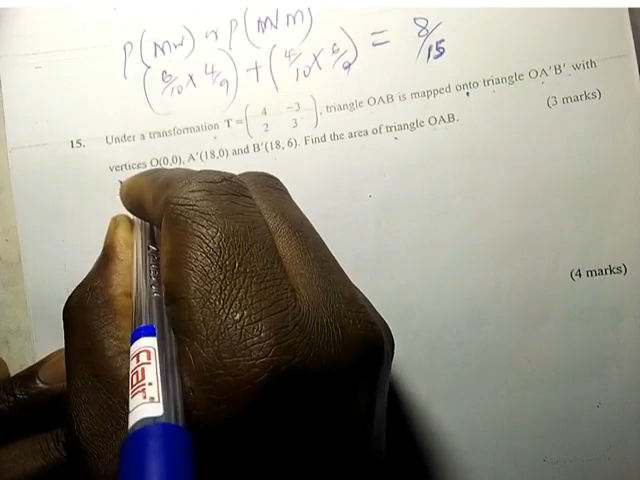 P(MW) or P(WM)
(6/10 × 4/9) + (4/10 × 6/9) = 8/15
15. Under a transformation T = ( 4 −3 2 3 ), triangle OAB is mapped onto triangle OA′B′ with
vertices O(0,0), A′(18,0) and B′(18, 6). Find the area of triangle OAB. (3 marks)
(4 marks)
Flair